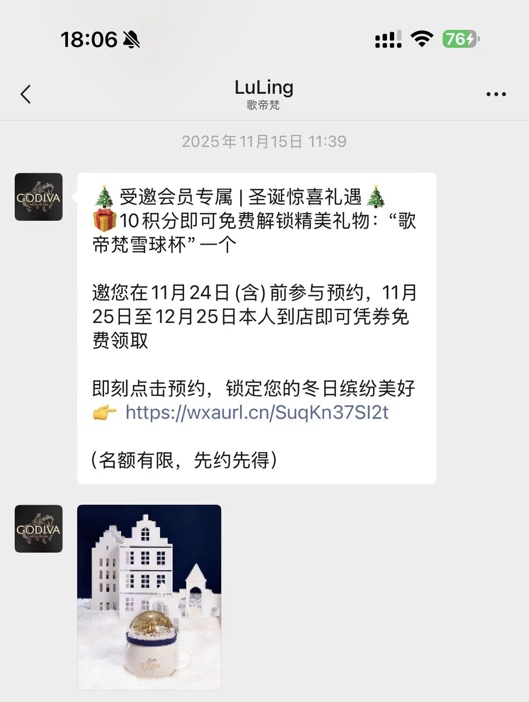 18:06
76
LuLing
歌帝梵
2025年11月15日 11:39
GODIVA
🎄受邀会员专属 | 圣诞惊喜礼遇🎄
🎁10积分即可免费解锁精美礼物：“歌
帝梵雪球杯”一个
邀您在11月24日(含)前参与预约，11月
25日至12月25日本人到店即可凭券免
费领取
即刻点击预约，锁定您的冬日缤纷美好
👉 https://wxaurl.cn/SuqKn37Sl2t
（名额有限，先约先得）
GODIVA